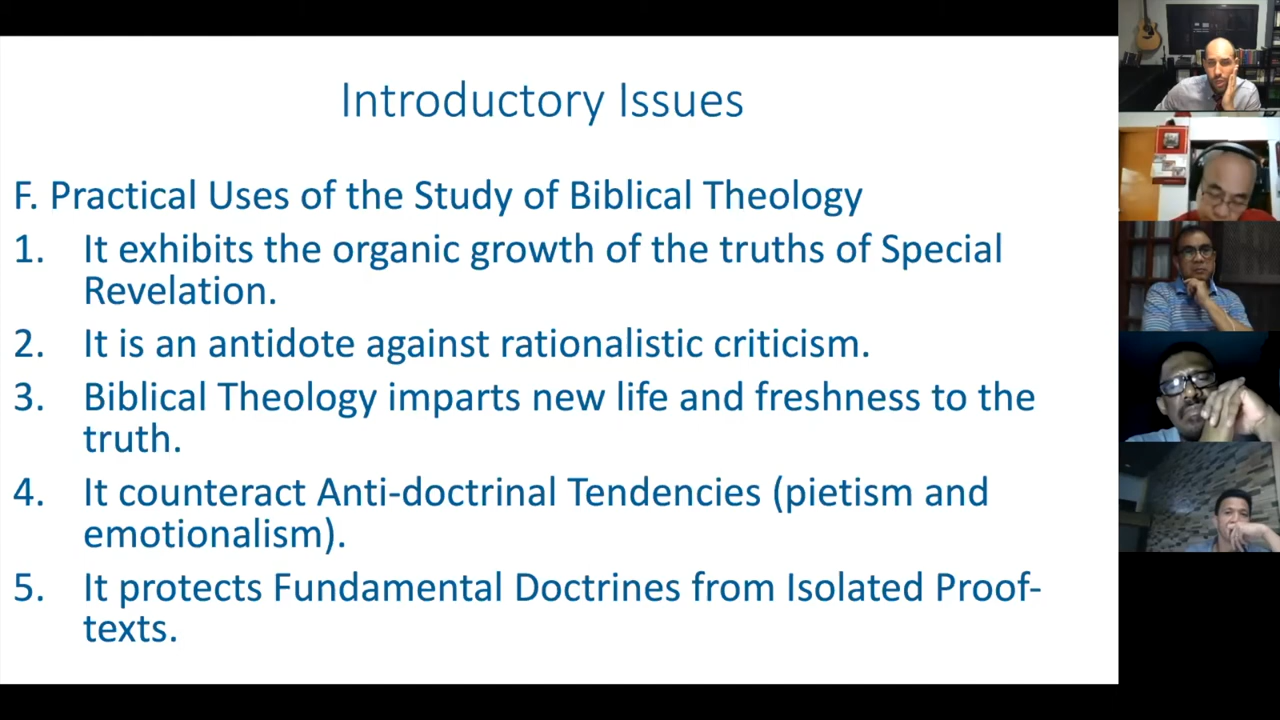 Introductory Issues
F. Practical Uses of the Study of Biblical Theology
1. It exhibits the organic growth of the truths of Special
Revelation.
2. It is an antidote against rationalistic criticism.
3. Biblical Theology imparts new life and freshness to the
truth.
4. It counteract Anti-doctrinal Tendencies (pietism and
emotionalism).
5. It protects Fundamental Doctrines from Isolated Proof-
texts.